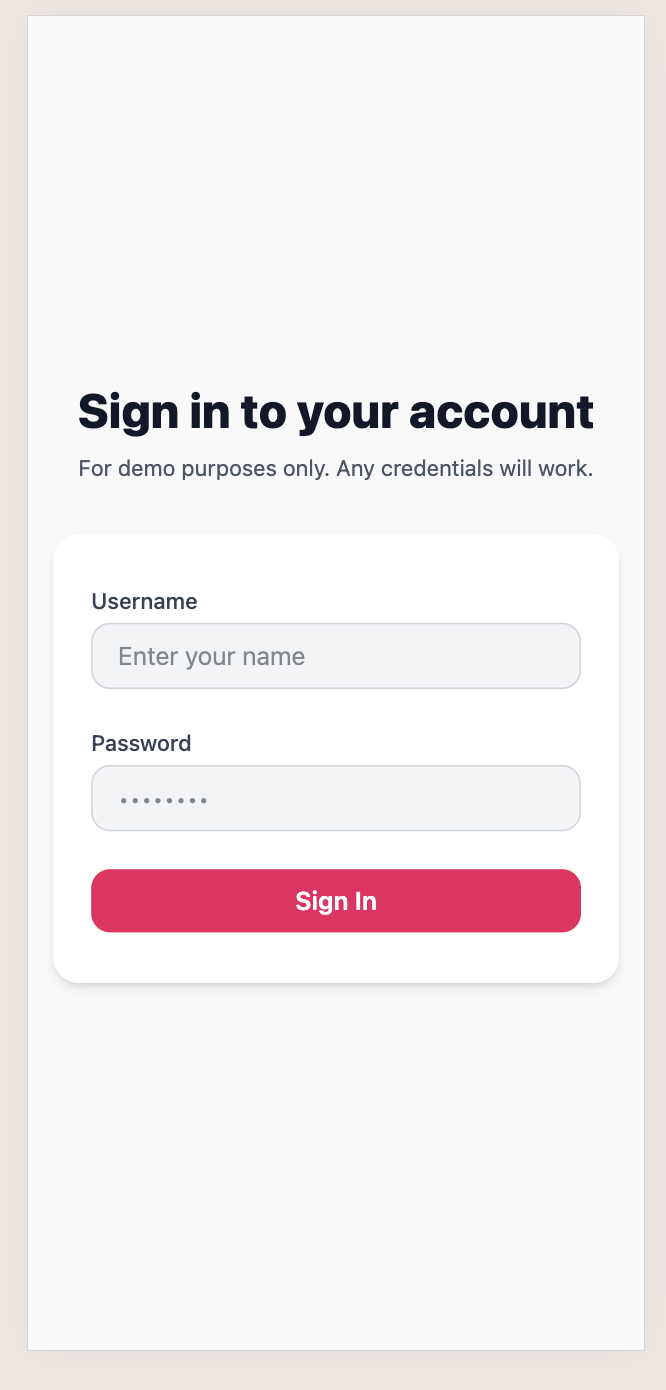 Sign in to your account
For demo purposes only. Any credentials will work.
Username
Enter your name
Password
••••••••
Sign In